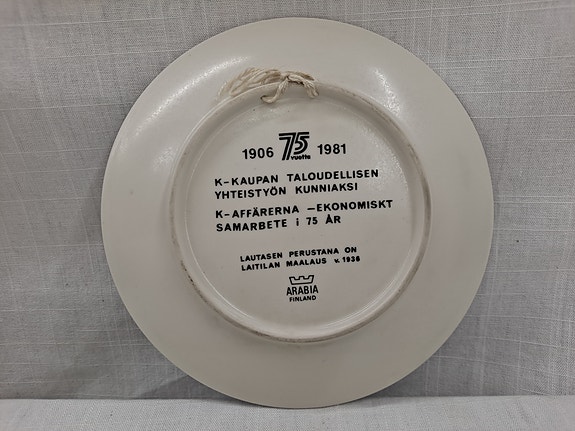 1906 75 vuotta 1981
K-KAUPAN TALOUDELLISEN
YHTEISTYÖN KUNNIAKSI
K-AFFÄRERNA -EKONOMISKT
SAMARBETE i 75 ÅR
LAUTASEN PERUSTANA ON
LAITILAN MAALAUS v. 1936
ARABIA
FINLAND